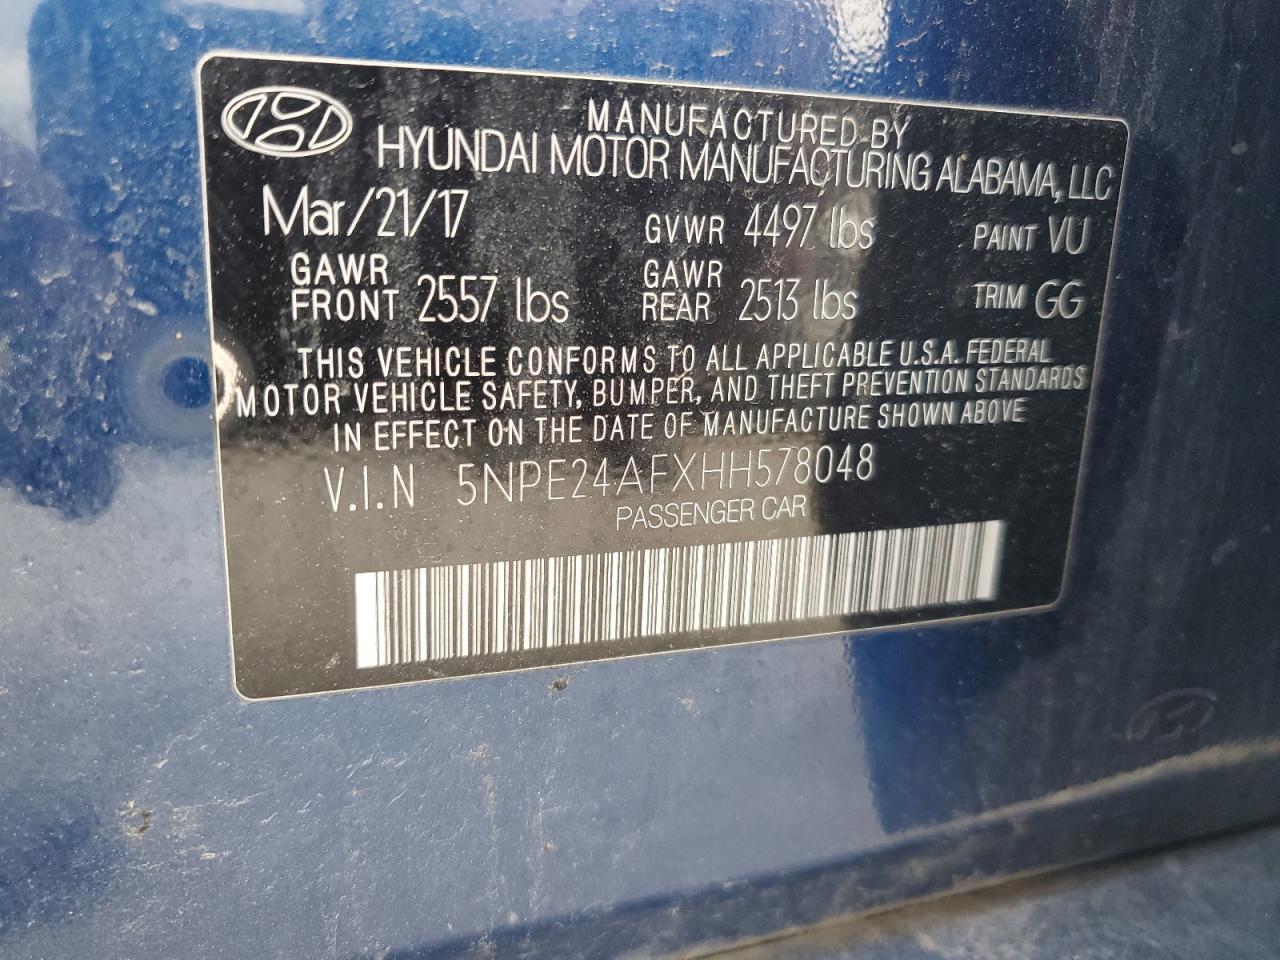 MANUFACTURED BY
HYUNDAI MOTOR MANUFACTURING ALABAMA, LLC
Mar/21/17 GVWR 4497 lbs PAINT VU
GAWR FRONT 2557 lbs GAWR REAR 2513 lbs TRIM GG
THIS VEHICLE CONFORMS TO ALL APPLICABLE U.S.A. FEDERAL
MOTOR VEHICLE SAFETY, BUMPER, AND THEFT PREVENTION STANDARDS
IN EFFECT ON THE DATE OF MANUFACTURE SHOWN ABOVE
V.I.N 5NPE24AFXHH578048
PASSENGER CAR